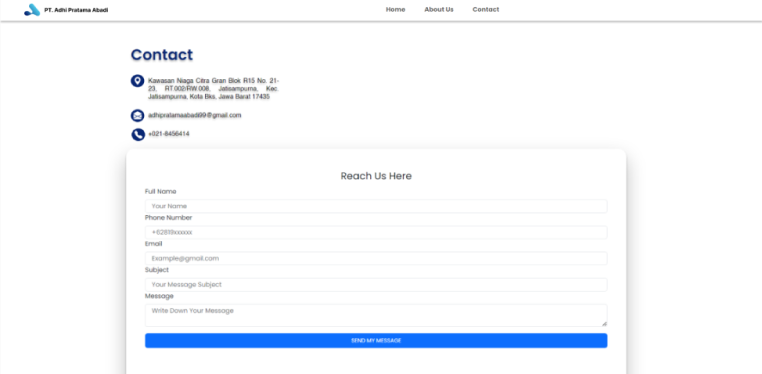 PT. Adhi Pratama Abadi
Home About Us Contact
Contact
Kawasan Niaga Citra Gran Blok R15 No. 21-
23, RT.002/RW.008, Jatisampurna, Kec.
Jatisampurna, Kota Bks, Jawa Barat 17435
adhipratamaabadi99@gmail.com
+021-8456414
Reach Us Here
Full Name
Your Name
Phone Number
+62819xxxxxx
Email
Example@gmail.com
Subject
Your Message Subject
Message
Write Down Your Message
SEND MY MESSAGE